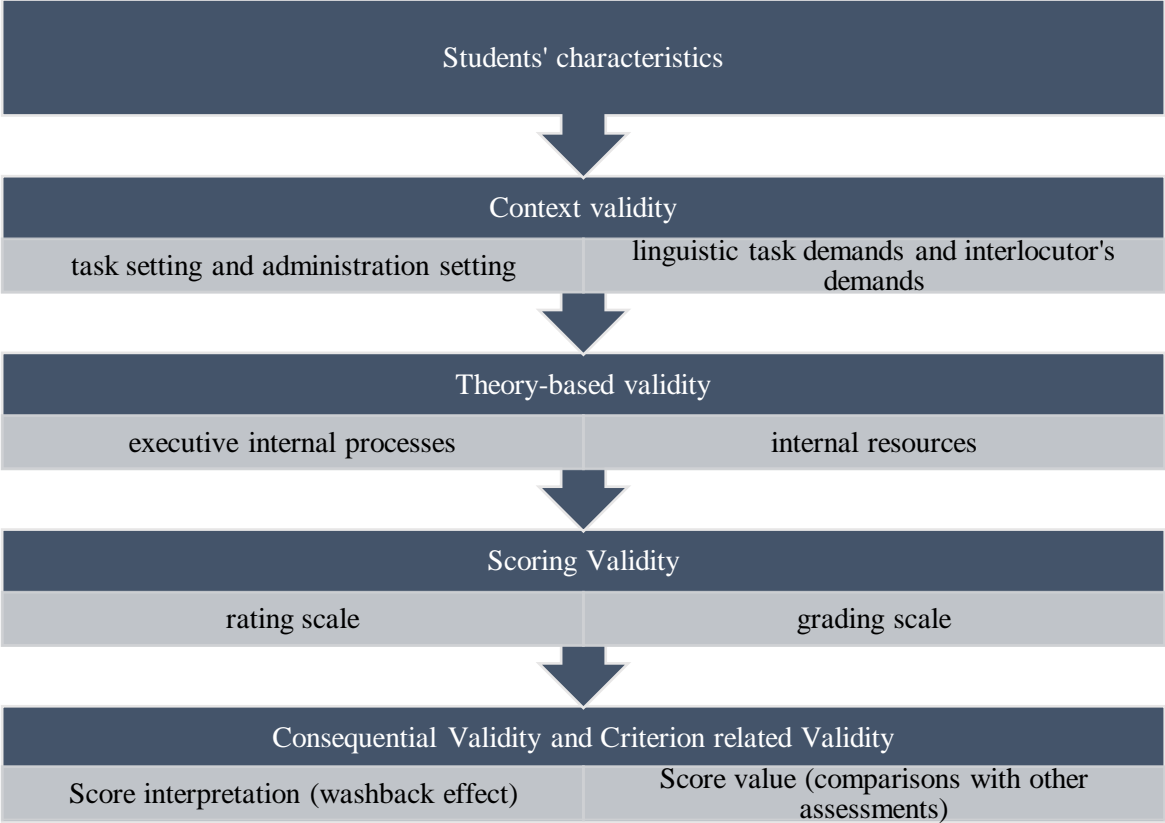 Students' characteristics
Context validity
task setting and administration setting
linguistic task demands and interlocutor's
demands
Theory-based validity
executive internal processes
internal resources
Scoring Validity
rating scale
grading scale
Consequential Validity and Criterion related Validity
Score interpretation (washback effect)
Score value (comparisons with other
assessments)